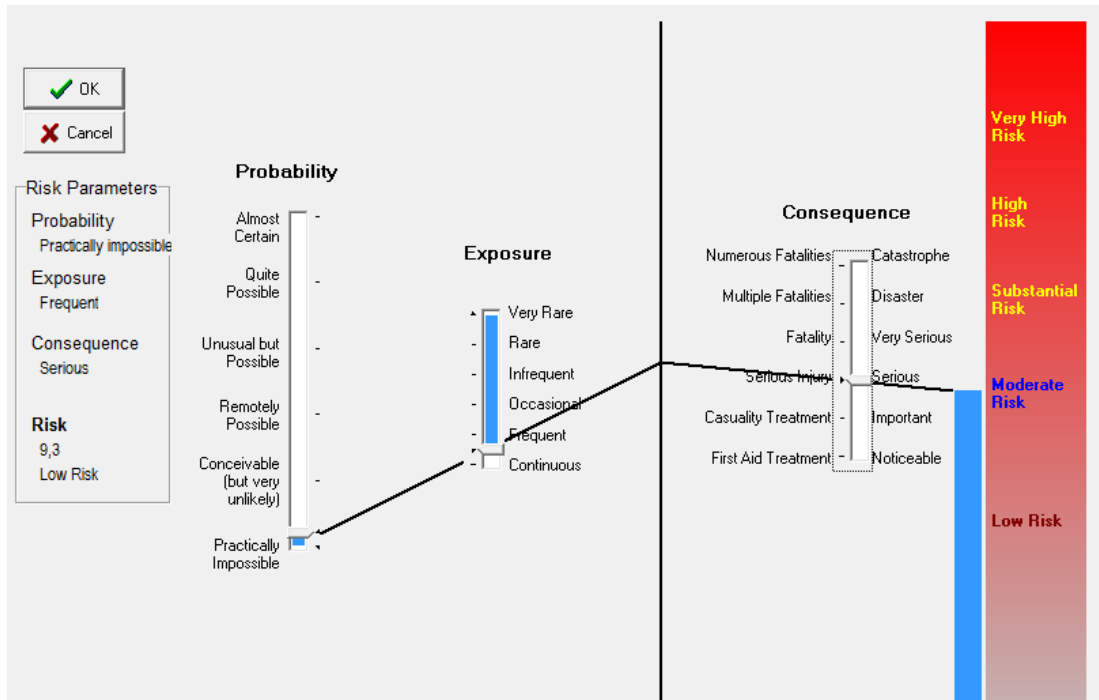 OK
Cancel
Risk Parameters
Probability
Practically impossible
Exposure
Frequent
Consequence
Serious
Risk
9,3
Low Risk
Probability
Almost
Certain
Quite
Possible
Unusual but
Possible
Remotely
Possible
Conceivable
(but very
unlikely)
Practically
Impossible
Exposure
Very Rare
Rare
Infrequent
Occasional
Frequent
Continuous
Consequence
Numerous Fatalities
Catastrophe
Multiple Fatalities
Disaster
Fatality
Very Serious
Serious Injury
Serious
Casuality Treatment
Important
First Aid Treatment
Noticeable
Very High
Risk
High
Risk
Substantial
Risk
Moderate
Risk
Low Risk